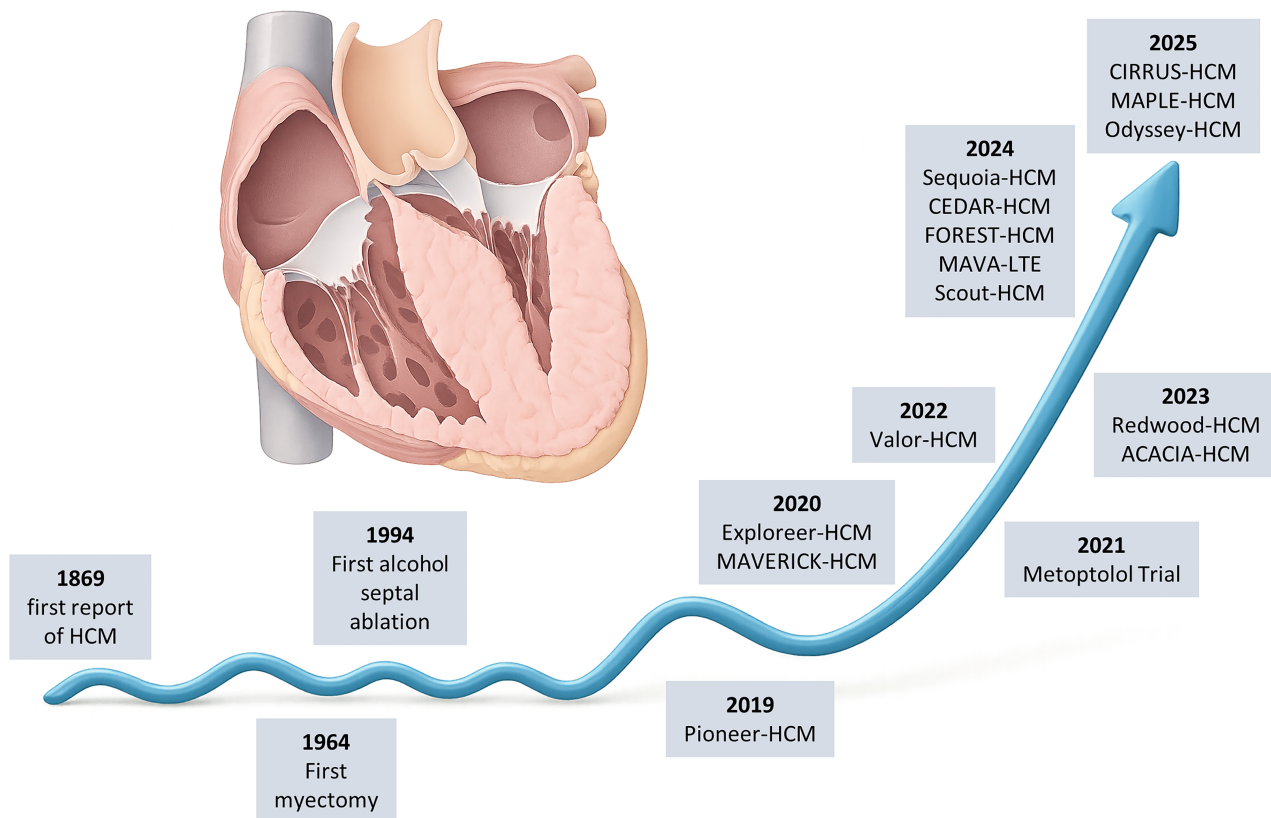 1869
first report
of HCM
1964
First
myectomy
1994
First alcohol
septal
ablation
2019
Pioneer-HCM
2020
Exploreer-HCM
MAVERICK-HCM
2021
Metoptolol Trial
2022
Valor-HCM
2023
Redwood-HCM
ACACIA-HCM
2024
Sequoia-HCM
CEDAR-HCM
FOREST-HCM
MAVA-LTE
Scout-HCM
2025
CIRRUS-HCM
MAPLE-HCM
Odyssey-HCM